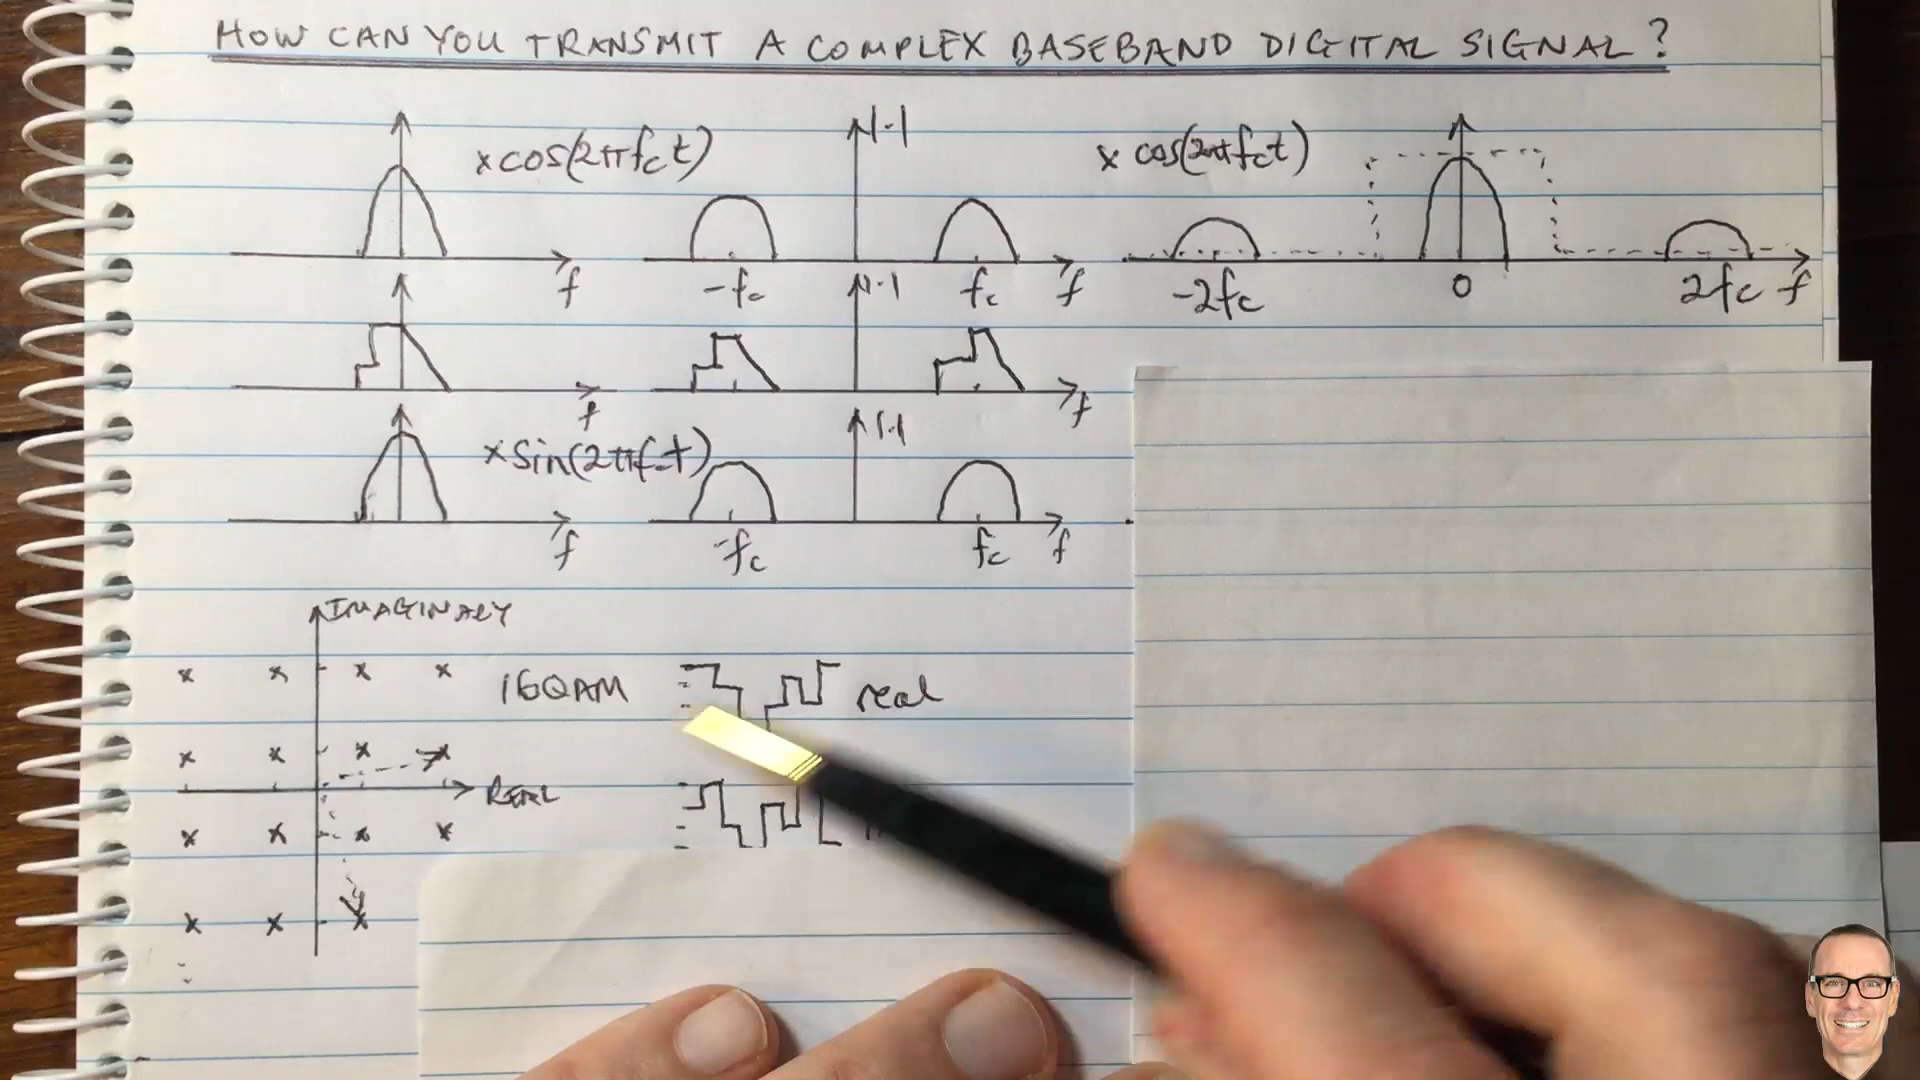 HOW CAN YOU TRANSMIT A COMPLEX BASEBAND DIGITAL SIGNAL?
|·|
×cos(2πfct) × cos(2πfct)
f -fc fc f -2fc 0 2fc f
|·|
f f
|·|
×sin(2πfct)
f -fc fc f
IMAGINARY
16QAM real
REAL